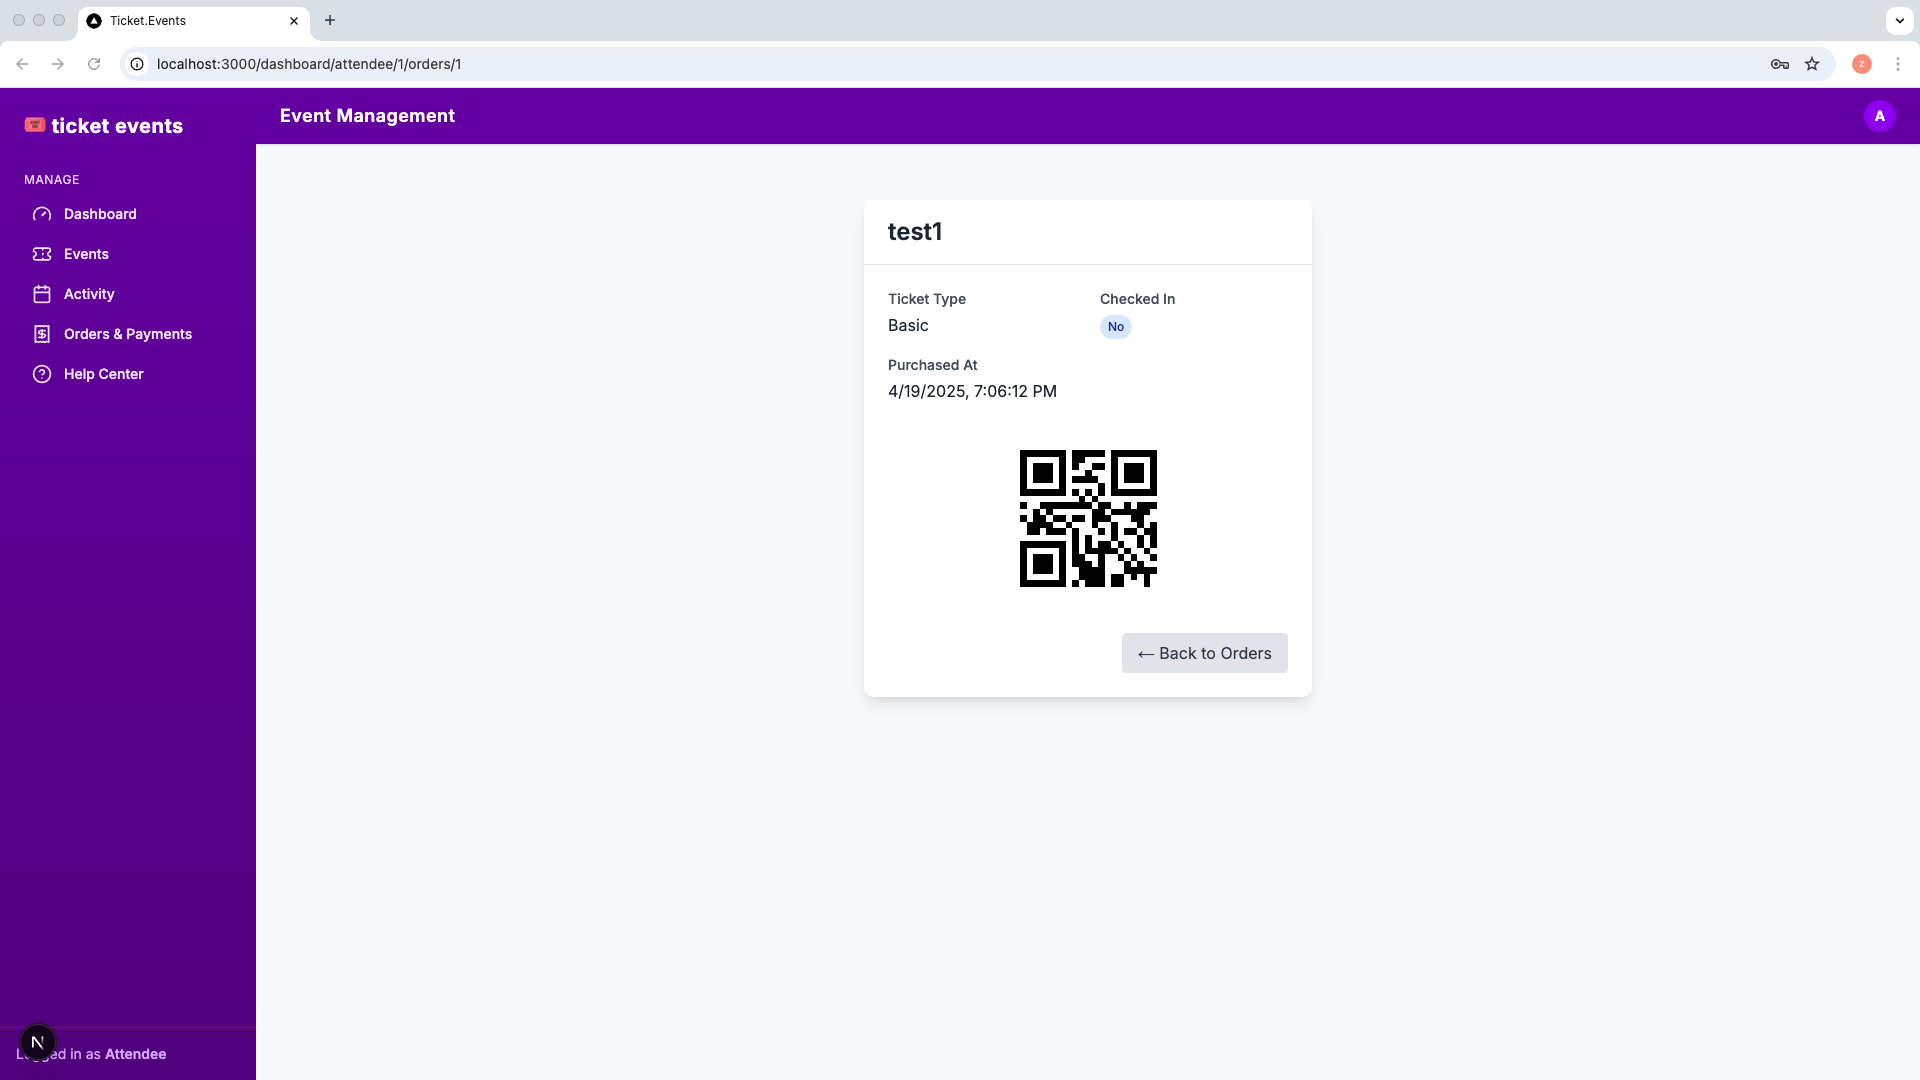 Ticket.Events
localhost:3000/dashboard/attendee/1/orders/1
Z
ticket events
Event Management
A
MANAGE
Dashboard
Events
Activity
Orders & Payments
Help Center
test1
Ticket Type
Checked In
Basic
No
Purchased At
4/19/2025, 7:06:12 PM
← Back to Orders
N
in as Attendee